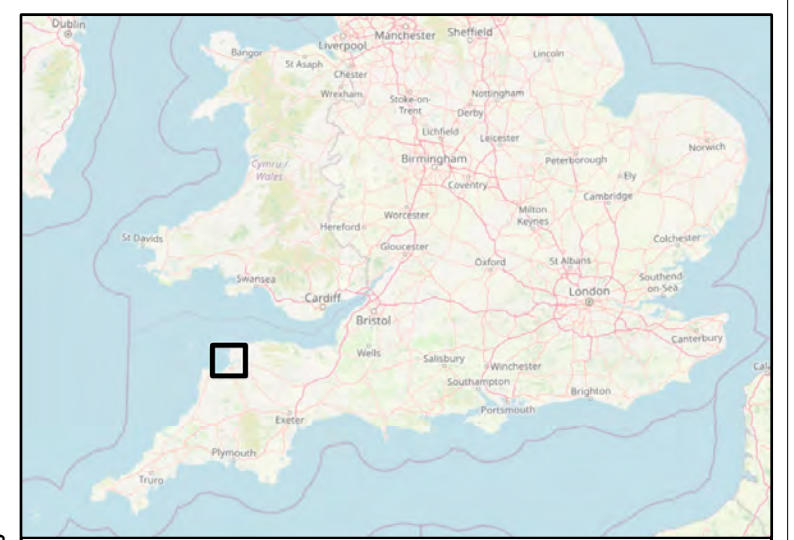 Dublin
Manchester
Sheffield
Liverpool
Bangor
St Asaph
Lincoln
Chester
Wrexham
Stoke-on-
Trent
Nottingham
Derby
Lichfield
Leicester
Norwich
Birmingham
Peterborough
Cymru /
Wales
Ely
Coventry
Cambridge
Worcester
Milton
Keynes
Hereford
St Davids
Gloucester
Colchester
Oxford
St Albans
Swansea
Southend-
on-Sea
London
Cardiff
Bristol
Canterbury
Wells
Salisbury
Winchester
Southampton
Brighton
Portsmouth
Exeter
Plymouth
Truro